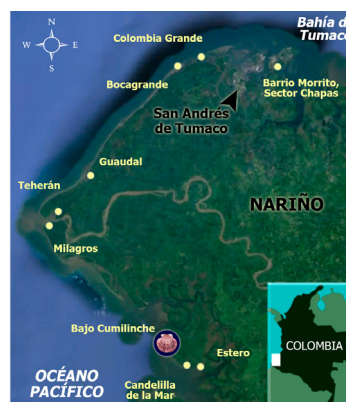 N
W E
S
Bahía d
Tumaco
Colombia Grande
Bocagrande
Barrio Morrito,
Sector Chapas
San Andrés
de Tumaco
Guaudal
Teherán
NARIÑO
Milagros
Bajo Cumilinche
Estero
COLOMBIA
OCÉANO
PACÍFICO
Candelilla
de la Mar